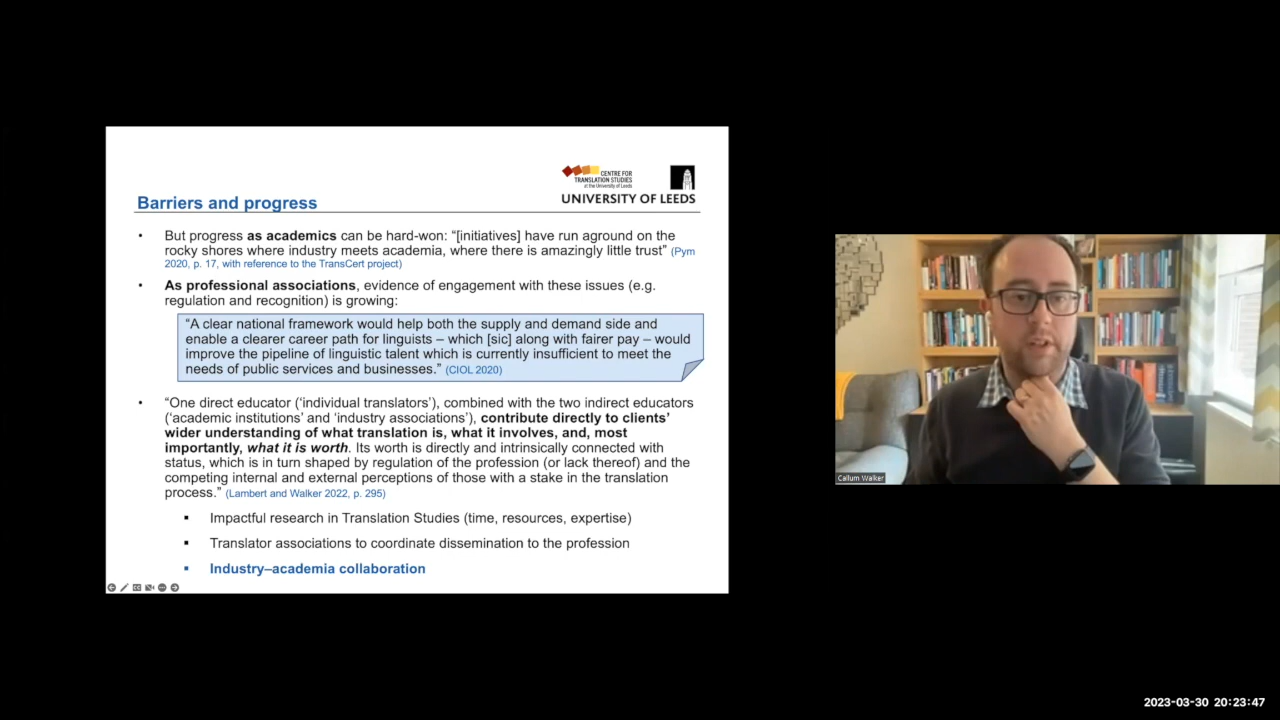 CENTRE FOR
TRANSLATION STUDIES
at the University of Leeds
UNIVERSITY OF LEEDS
Barriers and progress
• But progress as academics can be hard-won: “[initiatives] have run aground on the
rocky shores where industry meets academia, where there is amazingly little trust” (Pym
2020, p. 17, with reference to the TransCert project)
• As professional associations, evidence of engagement with these issues (e.g.
regulation and recognition) is growing:
“A clear national framework would help both the supply and demand side and
enable a clearer career path for linguists – which [sic] along with fairer pay – would
improve the pipeline of linguistic talent which is currently insufficient to meet the
needs of public services and businesses.” (CIOL 2020)
• “One direct educator (‘individual translators’), combined with the two indirect educators
(‘academic institutions’ and ‘industry associations’), contribute directly to clients’
wider understanding of what translation is, what it involves, and, most
importantly, what it is worth. Its worth is directly and intrinsically connected with
status, which is in turn shaped by regulation of the profession (or lack thereof) and the
competing internal and external perceptions of those with a stake in the translation
process.” (Lambert and Walker 2022, p. 295)
▪ Impactful research in Translation Studies (time, resources, expertise)
▪ Translator associations to coordinate dissemination to the profession
▪ Industry–academia collaboration
Callum Walker
2023-03-30 20:23:47